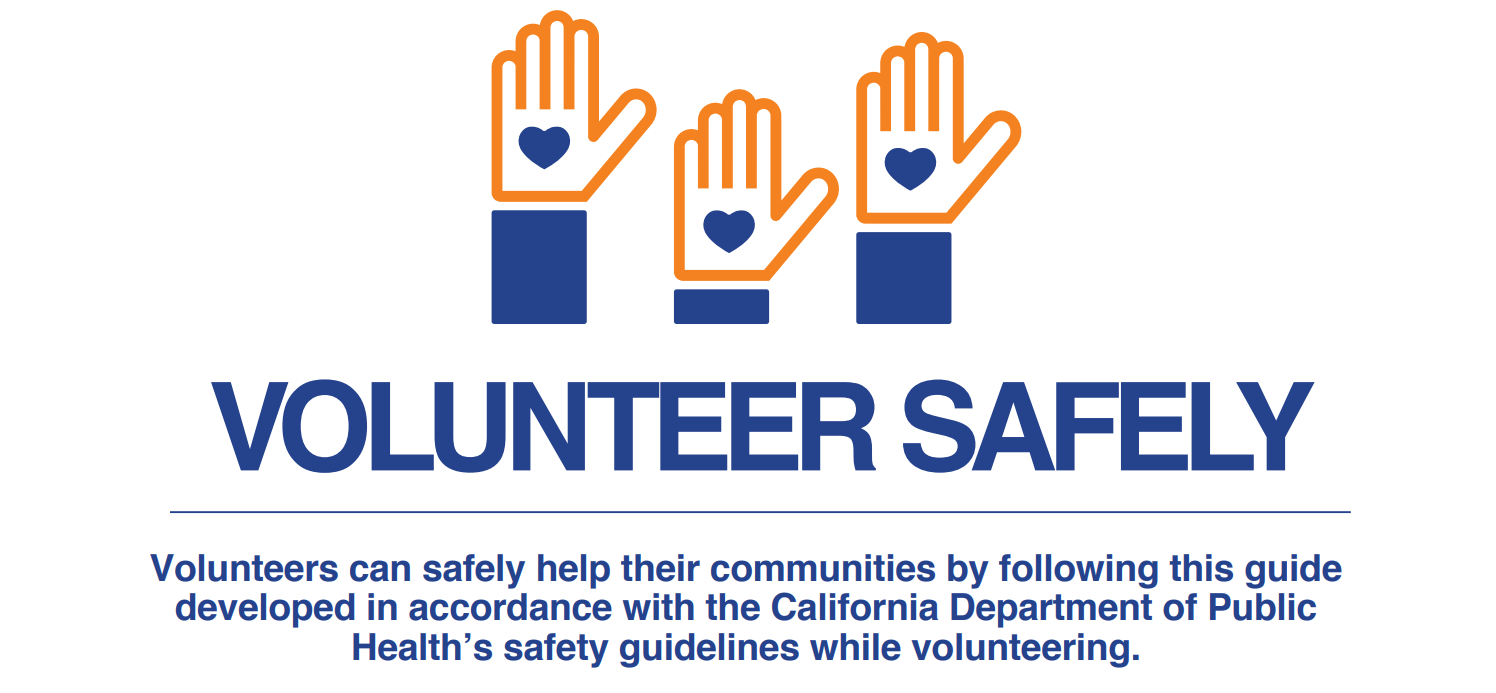 VOLUNTEER SAFELY
Volunteers can safely help their communities by following this guide
developed in accordance with the California Department of Public
Health’s safety guidelines while volunteering.